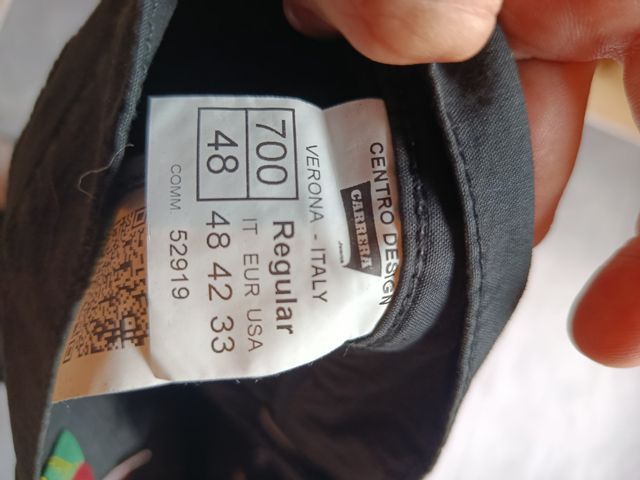 CENTRO DESIGN
CARRERA
VERONA - ITALY
700 Regular
IT EUR USA
48 48 42 33
COMM. 52919